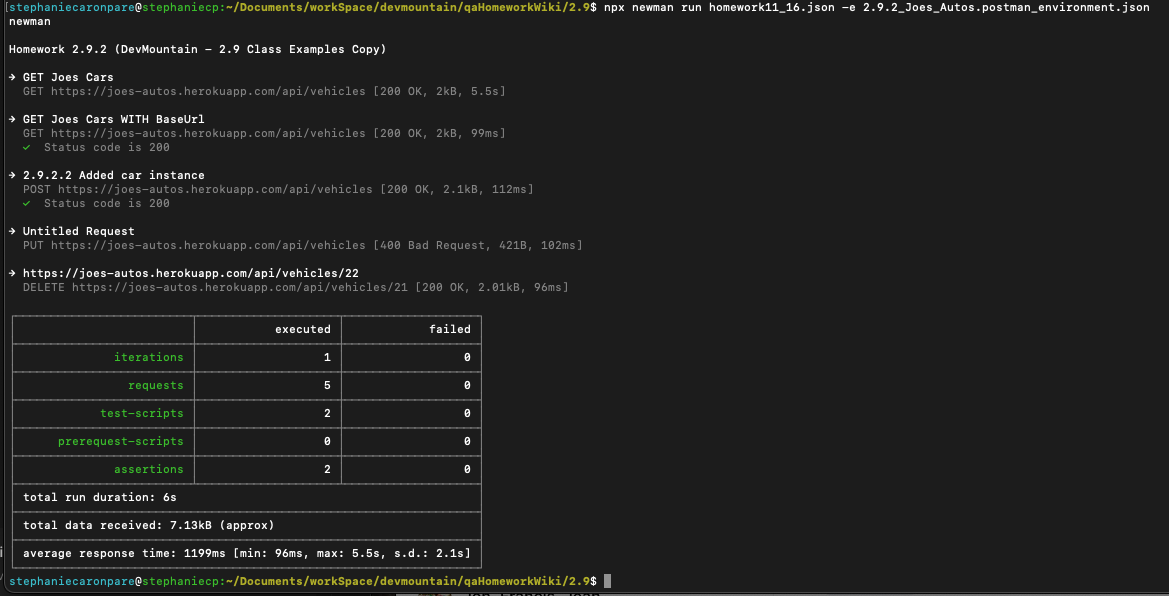 [stephaniecaronpare@stephaniecp:~/Documents/workSpace/devmountain/qaHomeworkWiki/2.9$ npx newman run homework11_16.json -e 2.9.2_Joes_Autos.postman_environment.json
newman
Homework 2.9.2 (DevMountain - 2.9 Class Examples Copy)
→ GET Joes Cars
GET https://joes-autos.herokuapp.com/api/vehicles [200 OK, 2kB, 5.5s]
→ GET Joes Cars WITH BaseUrl
GET https://joes-autos.herokuapp.com/api/vehicles [200 OK, 2kB, 99ms]
✓ Status code is 200
→ 2.9.2.2 Added car instance
POST https://joes-autos.herokuapp.com/api/vehicles [200 OK, 2.1kB, 112ms]
✓ Status code is 200
→ Untitled Request
PUT https://joes-autos.herokuapp.com/api/vehicles [400 Bad Request, 421B, 102ms]
→ https://joes-autos.herokuapp.com/api/vehicles/22
DELETE https://joes-autos.herokuapp.com/api/vehicles/21 [200 OK, 2.01kB, 96ms]
executed failed
iterations 1 0
requests 5 0
test-scripts 2 0
prerequest-scripts 0 0
assertions 2 0
total run duration: 6s
total data received: 7.13kB (approx)
average response time: 1199ms [min: 96ms, max: 5.5s, s.d.: 2.1s]
stephaniecaronpare@stephaniecp:~/Documents/workSpace/devmountain/qaHomeworkWiki/2.9$